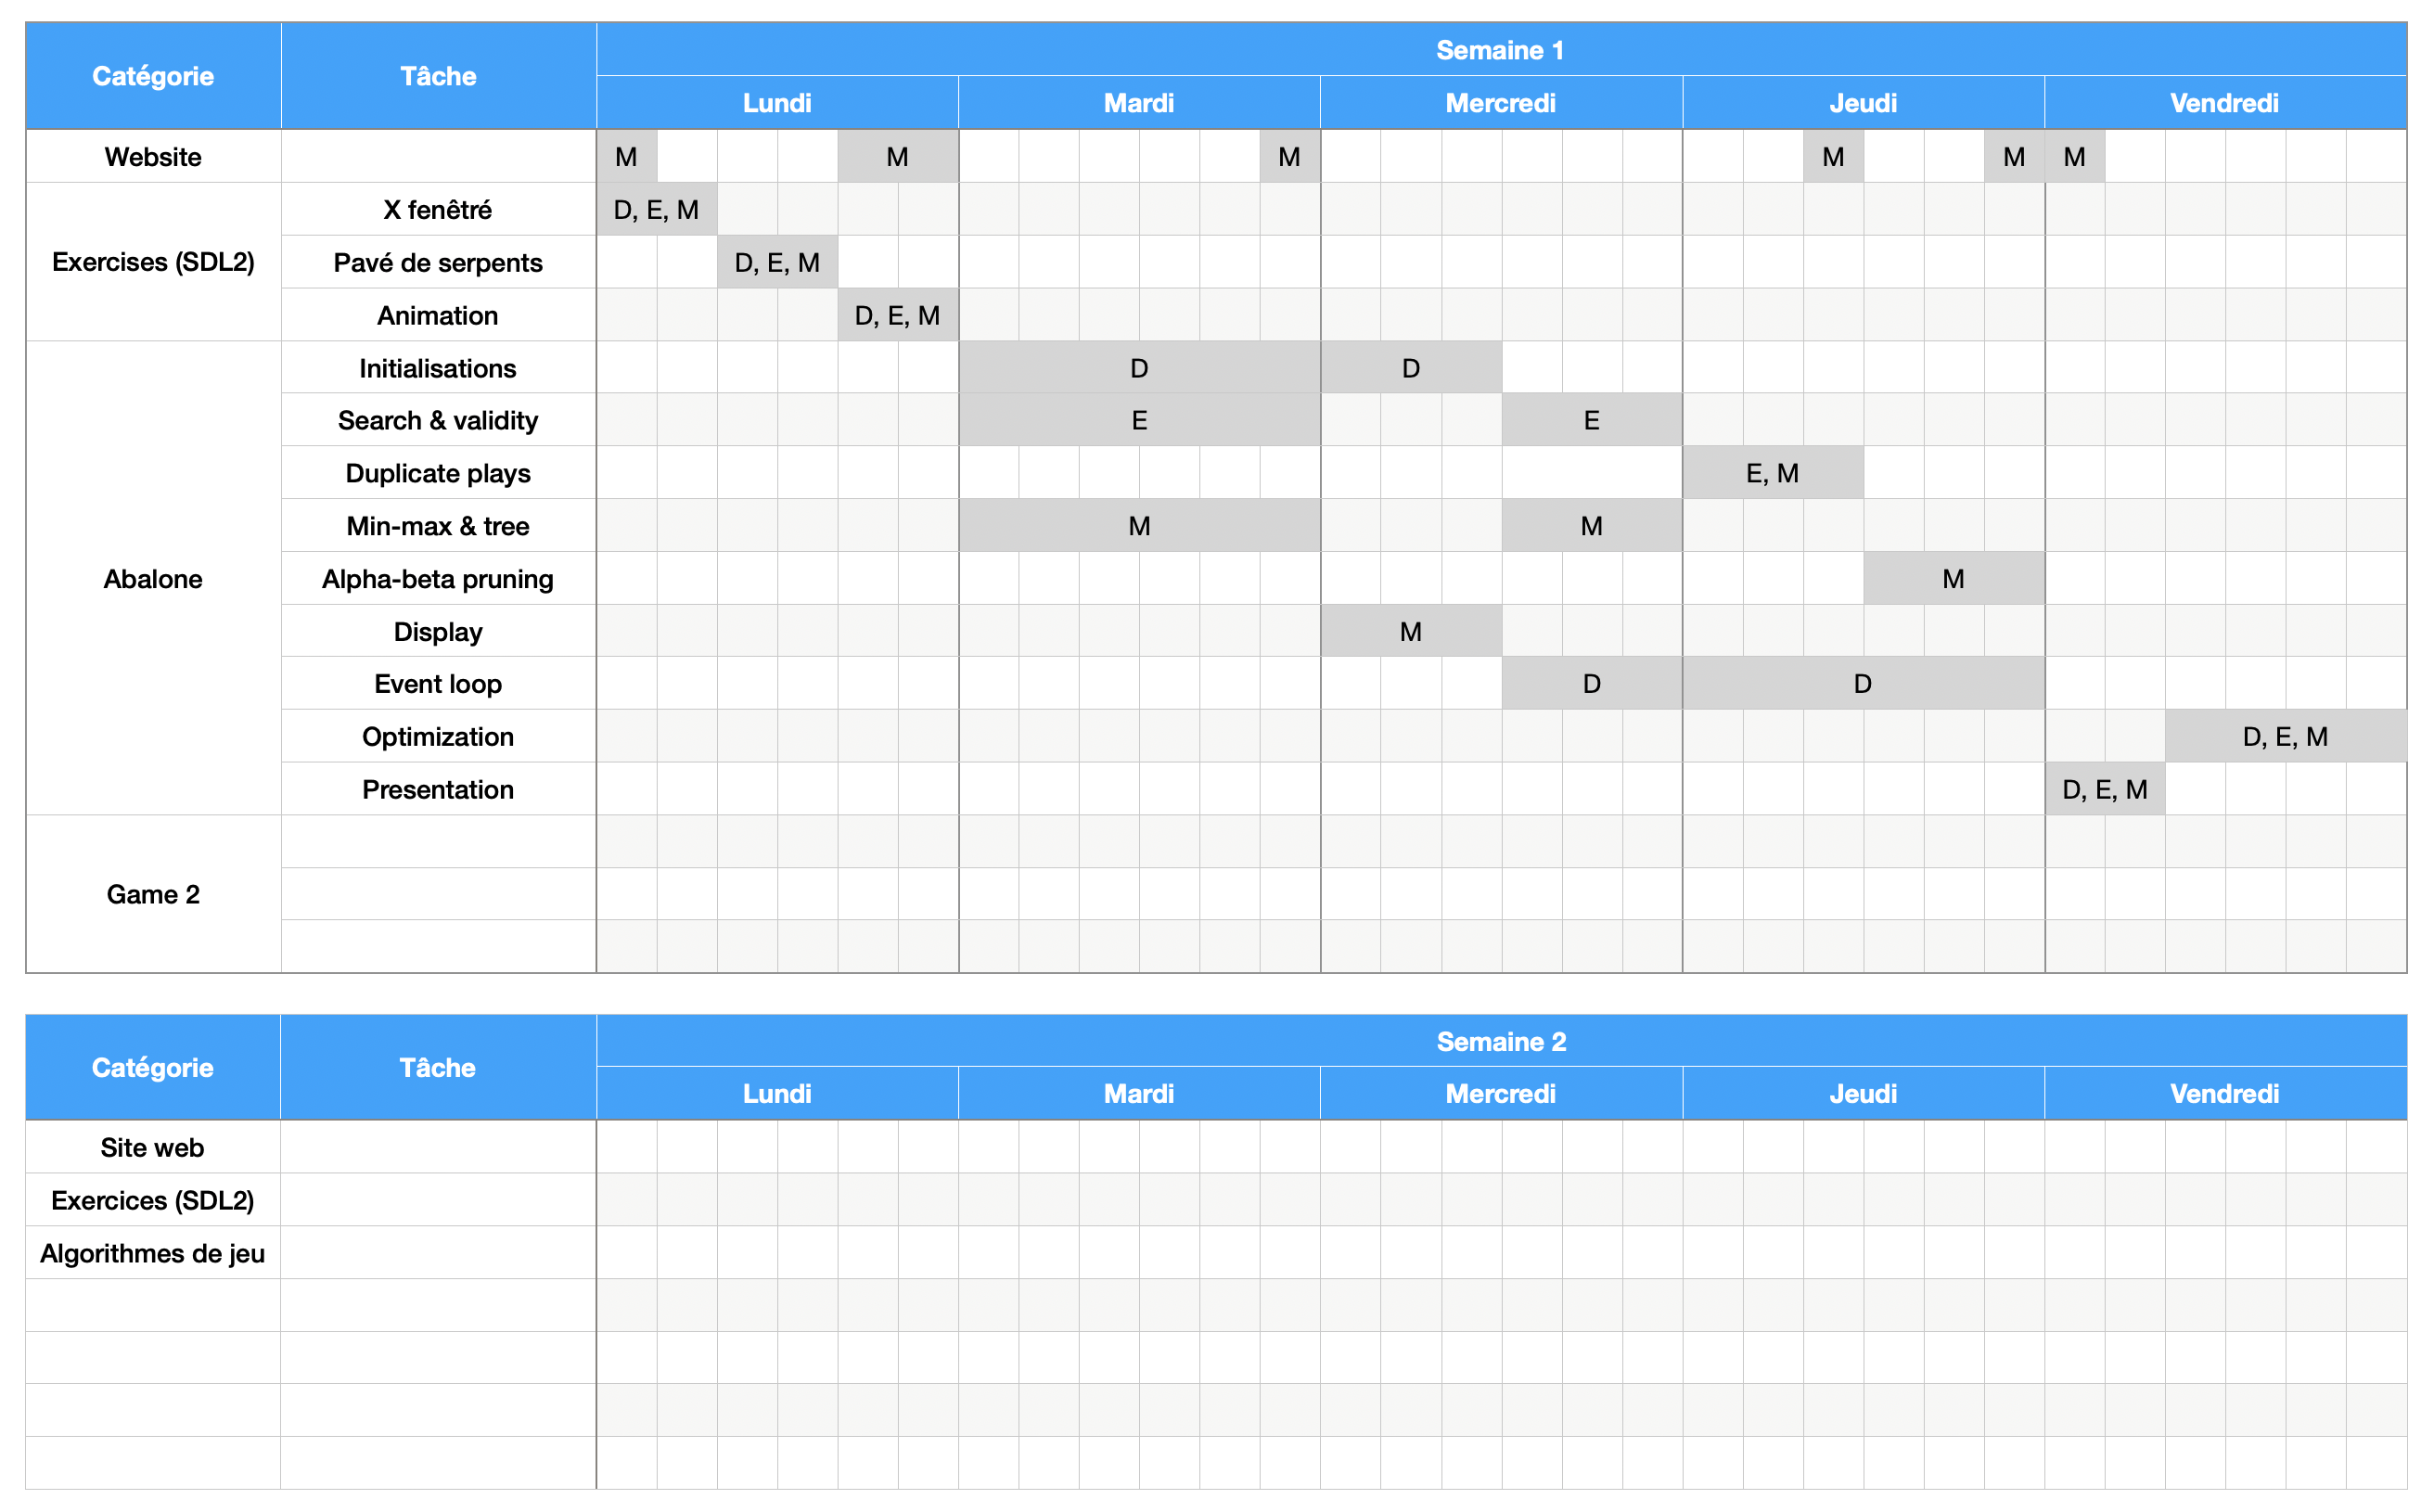 Catégorie Tâche Semaine 1
Lundi Mardi Mercredi Jeudi Vendredi
Website M M M M M M
Exercises (SDL2)
X fenêtré D, E, M
Pavé de serpents D, E, M
Animation D, E, M
Abalone
Initialisations D D
Search & validity E E
Duplicate plays E, M
Min-max & tree M M
Alpha-beta pruning M
Display M
Event loop D D
Optimization D, E, M
Presentation D, E, M
Game 2
Catégorie Tâche Semaine 2
Lundi Mardi Mercredi Jeudi Vendredi
Site web
Exercices (SDL2)
Algorithmes de jeu